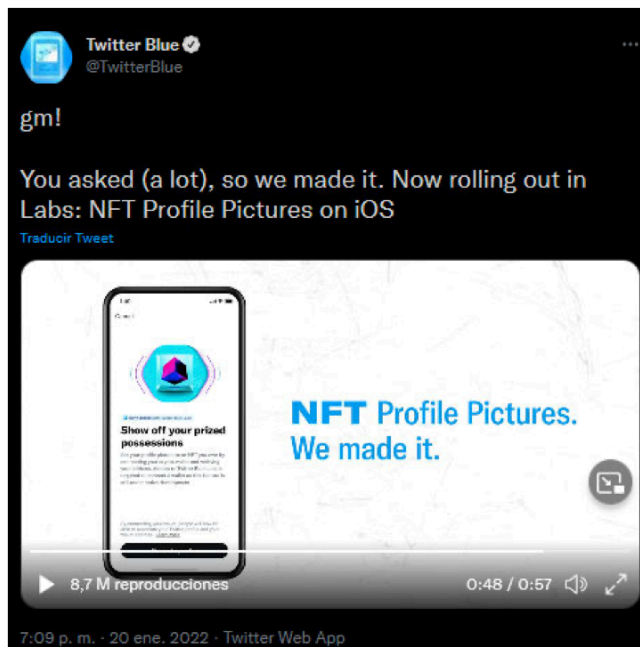 Twitter Blue
@TwitterBlue
gm!
You asked (a lot), so we made it. Now rolling out in
Labs: NFT Profile Pictures on iOS
Traducir Tweet
Show off your prized
possessions
NFT Profile Pictures.
We made it.
8,7 M reproducciones
0:48 / 0:57
7:09 p. m. · 20 ene. 2022 · Twitter Web App